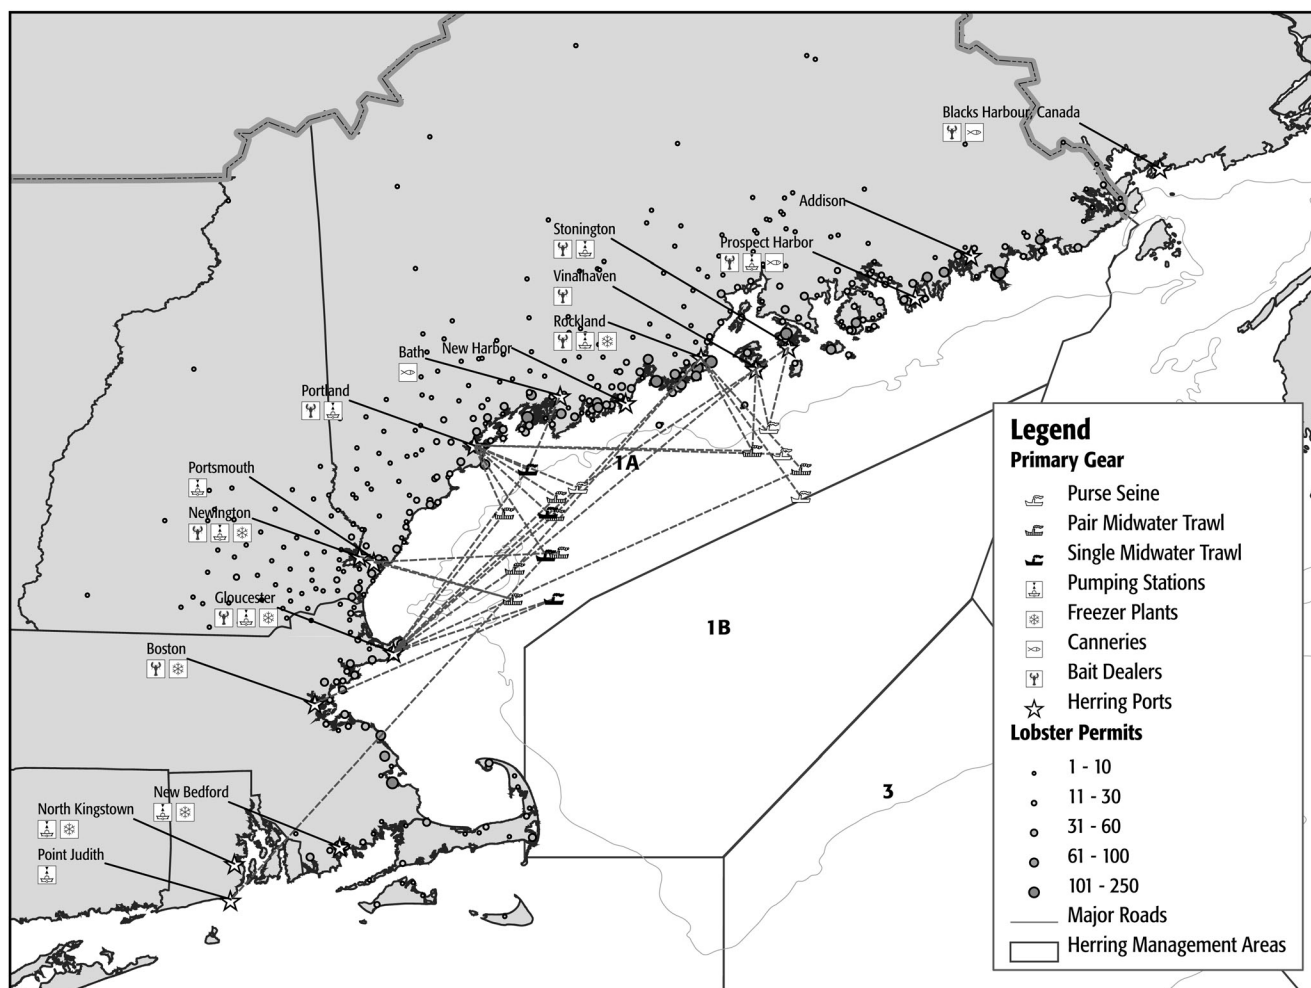 Blacks Harbour, Canada
Addison
Stonington
Prospect Harbor
Vinalhaven
Rockland
New Harbor
Bath
Portland
1A
Portsmouth
Newington
Gloucester
Boston
1B
3
New Bedford
North Kingstown
Point Judith
Legend
Primary Gear
Purse Seine
Pair Midwater Trawl
Single Midwater Trawl
Pumping Stations
Freezer Plants
Canneries
Bait Dealers
Herring Ports
Lobster Permits
1 - 10
11 - 30
31 - 60
61 - 100
101 - 250
Major Roads
Herring Management Areas